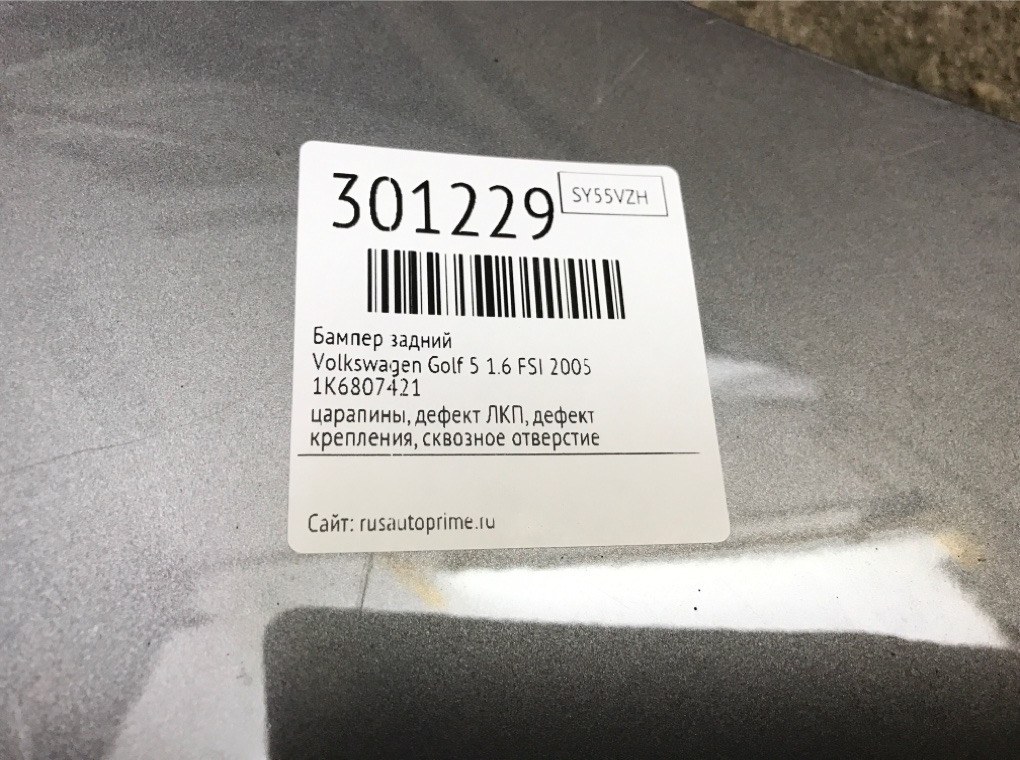 301229
SY55VZH
Бампер задний
Volkswagen Golf 5 1.6 FSI 2005
1K6807421
царапины, дефект ЛКП, дефект
крепления, сквозное отверстие
Сайт: rusautoprime.ru